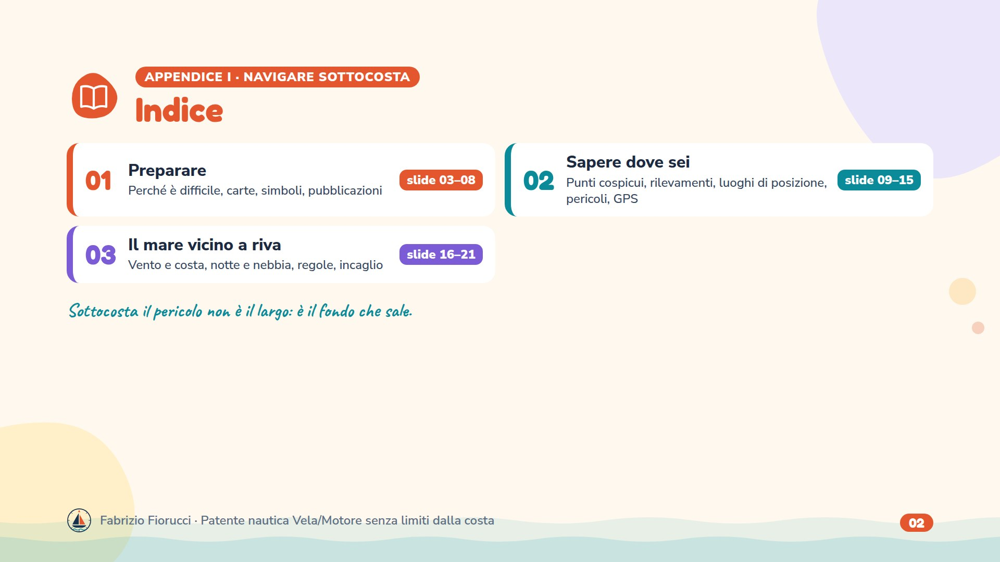 APPENDICE I · NAVIGARE SOTTOCOSTA
Indice
01
Preparare
Perché è difficile, carte, simboli, pubblicazioni
slide 03–08
02
Sapere dove sei
Punti cospicui, rilevamenti, luoghi di posizione,
pericoli, GPS
slide 09–15
03
Il mare vicino a riva
Vento e costa, notte e nebbia, regole, incaglio
slide 16–21
Sottocosta il pericolo non è il largo: è il fondo che sale.
Fabrizio Fiorucci · Patente nautica Vela/Motore senza limiti dalla costa
02